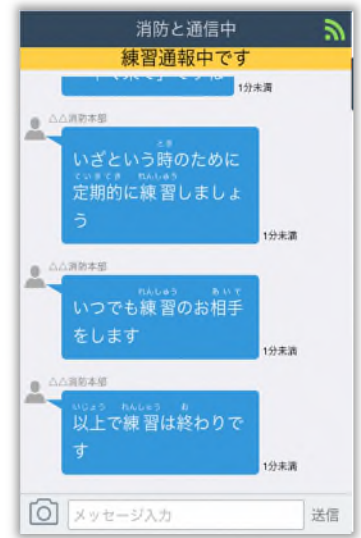 消防と通信中
練習通報中です
1分未満
△△消防本部
いざという時のために
定期的に練習しましょ
う
1分未満
△△消防本部
いつでも練習のお相手
をします
1分未満
△△消防本部
以上で練習は終わりで
す
1分未満
メッセージ入力
送信